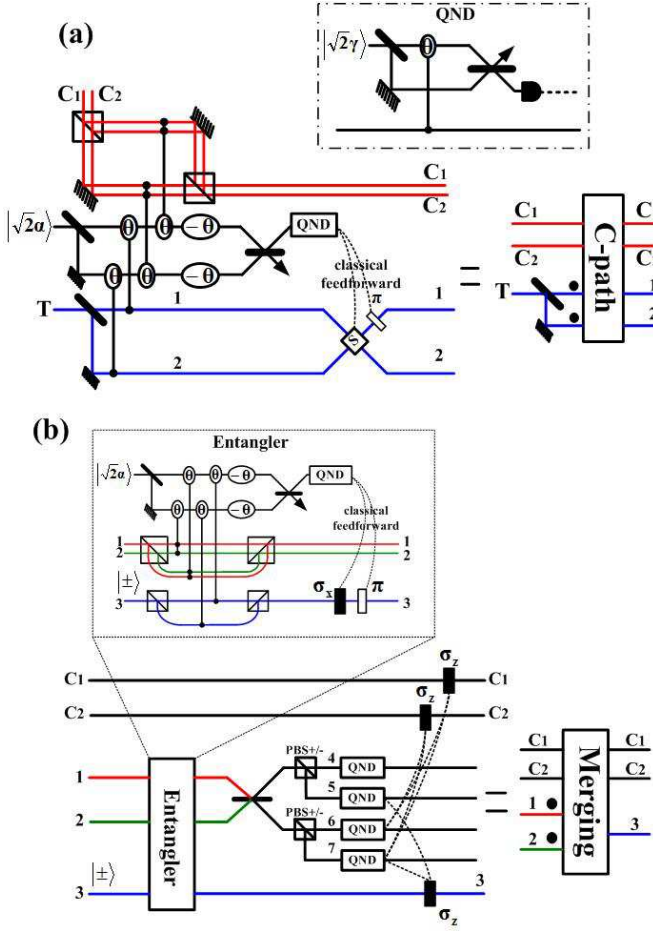 (a)
QND
|√2γ⟩
θ
C₁ C₂
C₁
C₂
|√2α⟩
θ θ -θ
QND
θ θ -θ
classical
feedforward
π
T
1
1
S
2
2
=
C₁
C₂
T
C-path
C
C
1
2
(b)
Entangler
|√2α⟩
θ θ -θ
QND
θ θ -θ
classical
feedforward
1
2
1
2
|±⟩
σx
π
3
3
σz
C1
C1
σz
C2
C2
PBS+/-
4
QND
1
5
QND
PBS+/-
6
QND
2
7
QND
Entangler
|±⟩
3
3
σz
=
C1
C1
C2
C2
1
2
3
Merging